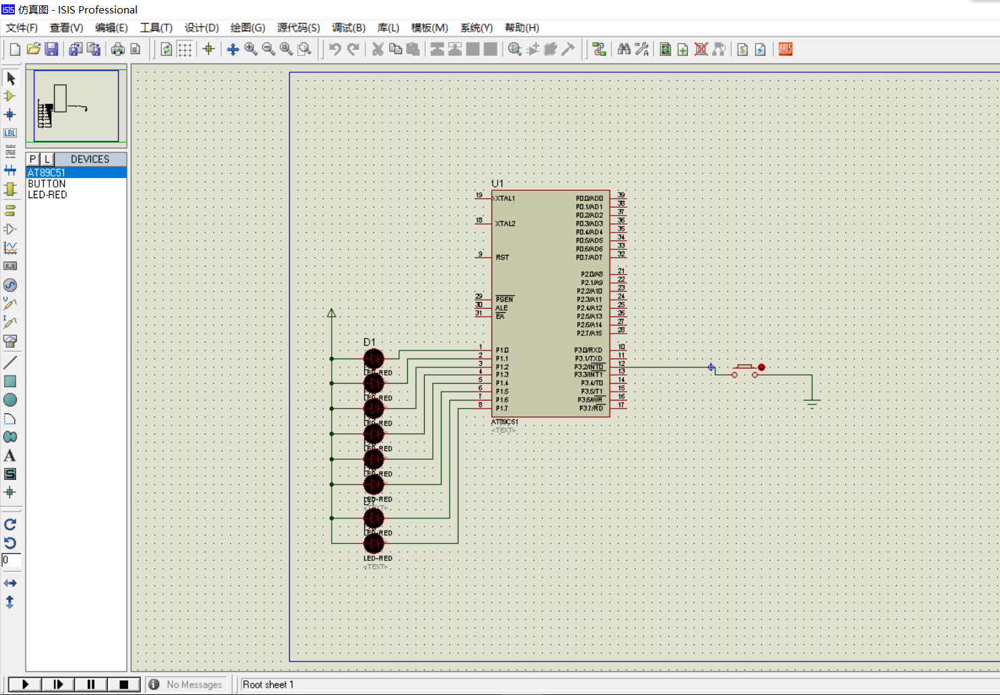 仿真图 - ISIS Professional
文件(F) 查看(V) 编辑(E) 工具(T) 设计(D) 绘图(G) 源代码(S) 调试(B) 库(L) 模板(M) 系统(Y) 帮助(H)
ARES
LBL
P L DEVICES
AT89C51
BUTTON
LED-RED
V
I
A
S
0
U1
19 XTAL1
18 XTAL2
9 RST
29 PSEN
30 ALE
31 EA
1 P1.0
2 P1.1
3 P1.2
4 P1.3
5 P1.4
6 P1.5
7 P1.6
8 P1.7
P0.0/AD0 39
P0.1/AD1 38
P0.2/AD2 37
P0.3/AD3 36
P0.4/AD4 35
P0.5/AD5 34
P0.6/AD6 33
P0.7/AD7 32
P2.0/A8 21
P2.1/A9 22
P2.2/A10 23
P2.3/A11 24
P2.4/A12 25
P2.5/A13 26
P2.6/A14 27
P2.7/A15 28
P3.0/RXD 10
P3.1/TXD 11
P3.2/INT0 12
P3.3/INT1 13
P3.4/T0 14
P3.5/T1 15
P3.6/WR 16
P3.7/RD 17
AT89C51
<TEXT>
D1
LED-RED
LED-RED
LED-RED
LED-RED
LED-RED
LED-RED
LED-RED
LED-RED
<TEXT>
No Messages
Root sheet 1